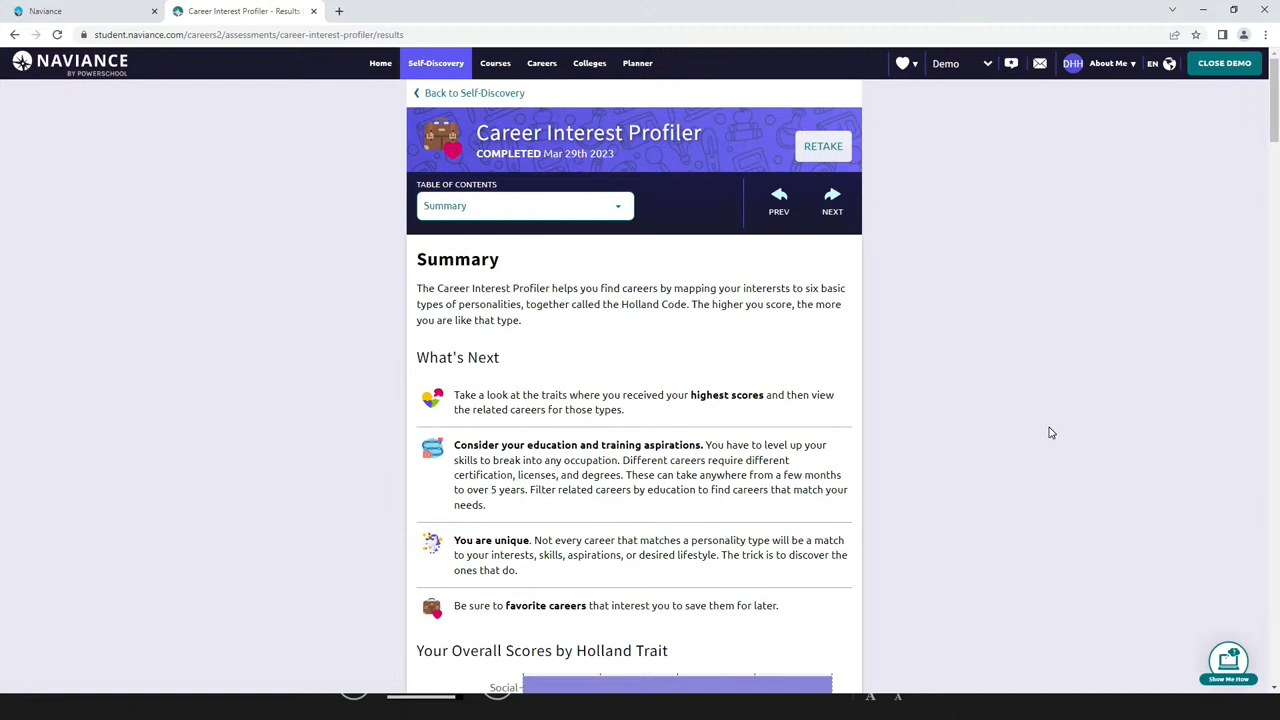 Naviance
Career Interest Profiler - Results
student.naviance.com/careers2/assessments/career-interest-profiler/results
NAVIANCE
BY POWERSCHOOL
Home
Self-Discovery
Courses
Careers
Colleges
Planner
Demo
DHH
About Me
EN
CLOSE DEMO
Back to Self-Discovery
Career Interest Profiler
COMPLETED Mar 29th 2023
RETAKE
TABLE OF CONTENTS
Summary
PREV
NEXT
Summary
The Career Interest Profiler helps you find careers by mapping your interersts to six basic
types of personalities, together called the Holland Code. The higher you score, the more
you are like that type.
What's Next
Take a look at the traits where you received your highest scores and then view
the related careers for those types.
Consider your education and training aspirations. You have to level up your
skills to break into any occupation. Different careers require different
certification, licenses, and degrees. These can take anywhere from a few months
to over 5 years. Filter related careers by education to find careers that match your
needs.
You are unique. Not every career that matches a personality type will be a match
to your interests, skills, aspirations, or desired lifestyle. The trick is to discover the
ones that do.
Be sure to favorite careers that interest you to save them for later.
Your Overall Scores by Holland Trait
Social
Show Me How
A A